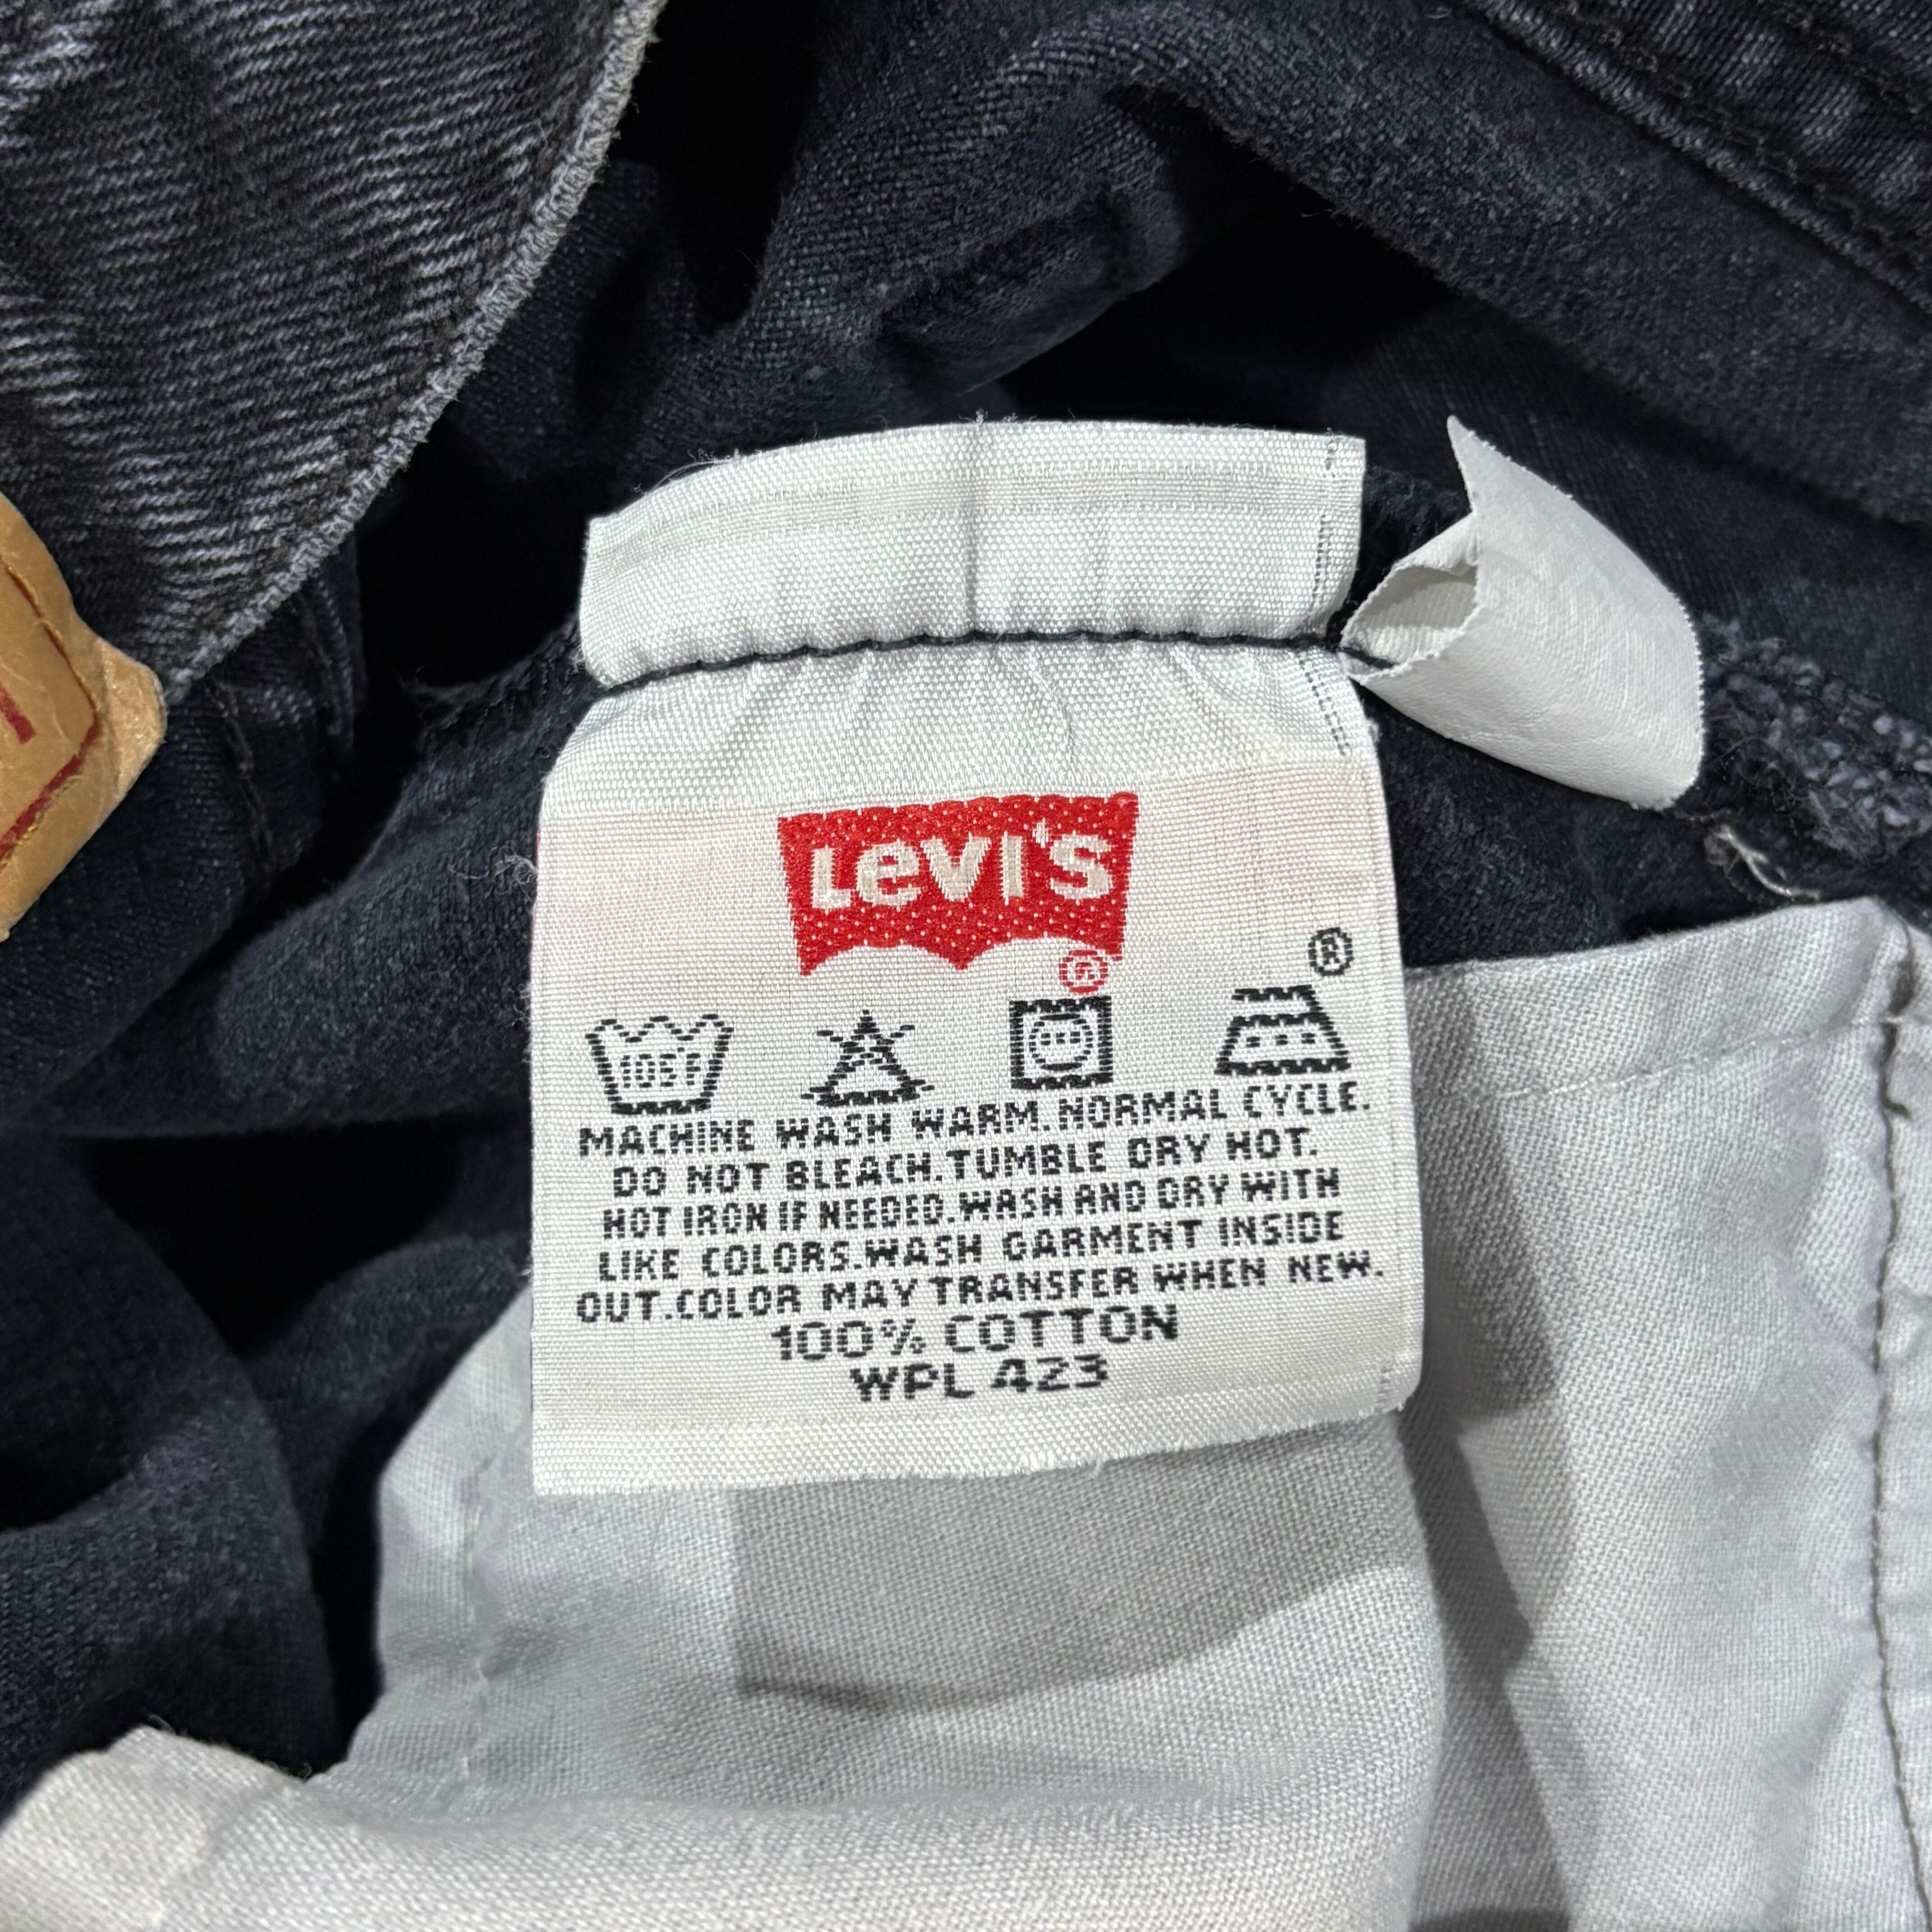 Levi's
®
®
105°F
MACHINE WASH WARM. NORMAL CYCLE.
DO NOT BLEACH. TUMBLE DRY HOT.
HOT IRON IF NEEDED. WASH AND DRY WITH
LIKE COLORS. WASH GARMENT INSIDE
OUT. COLOR MAY TRANSFER WHEN NEW.
100% COTTON
WPL 423